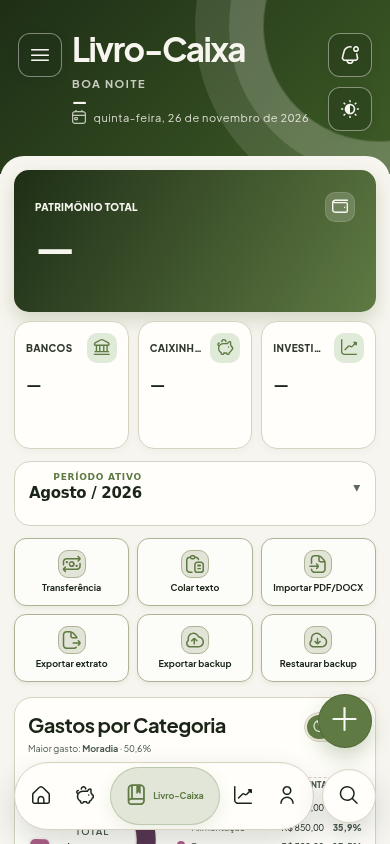 Livro-Caixa
BOA NOITE
—
quinta-feira, 26 de novembro de 2026
PATRIMÔNIO TOTAL
—
BANCOS
CAIXINH...
INVESTI...
—
—
—
PERÍODO ATIVO
Agosto / 2026
Transferência
Colar texto
Importar PDF/DOCX
Exportar extrato
Exportar backup
Restaurar backup
Gastos por Categoria
Maior gasto: Moradia · 50,6%
Livro-Caixa
TOTAL
R$ 850,00
35,9%